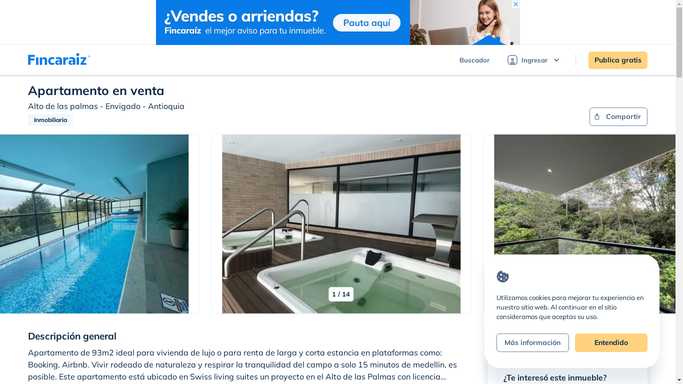 ¿Vendes o arriendas?
Fincaraíz el mejor aviso para tu inmueble.
Pauta aquí
Fincaraíz
Buscador
Ingresar
Publica gratis
Apartamento en venta
Alto de las palmas - Envigado - Antioquia
Inmobiliaria
Compartir
1 / 14
Utilizamos cookies para mejorar tu experiencia en
nuestro sitio web. Al continuar en el sitio
consideramos que aceptas su uso.
Más información
Entendido
Descripción general
Apartamento de 93m2 ideal para vivienda de lujo o para renta de larga y corta estancia en plataformas como:
Booking, Airbnb. Vivir rodeado de naturaleza y respirar la tranquilidad del campo a solo 15 minutos de medellín, es
posible. Este apartamento está ubicado en Swiss living suites un proyecto en el Alto de las Palmas con licencia...
¿Te interesó este inmueble?